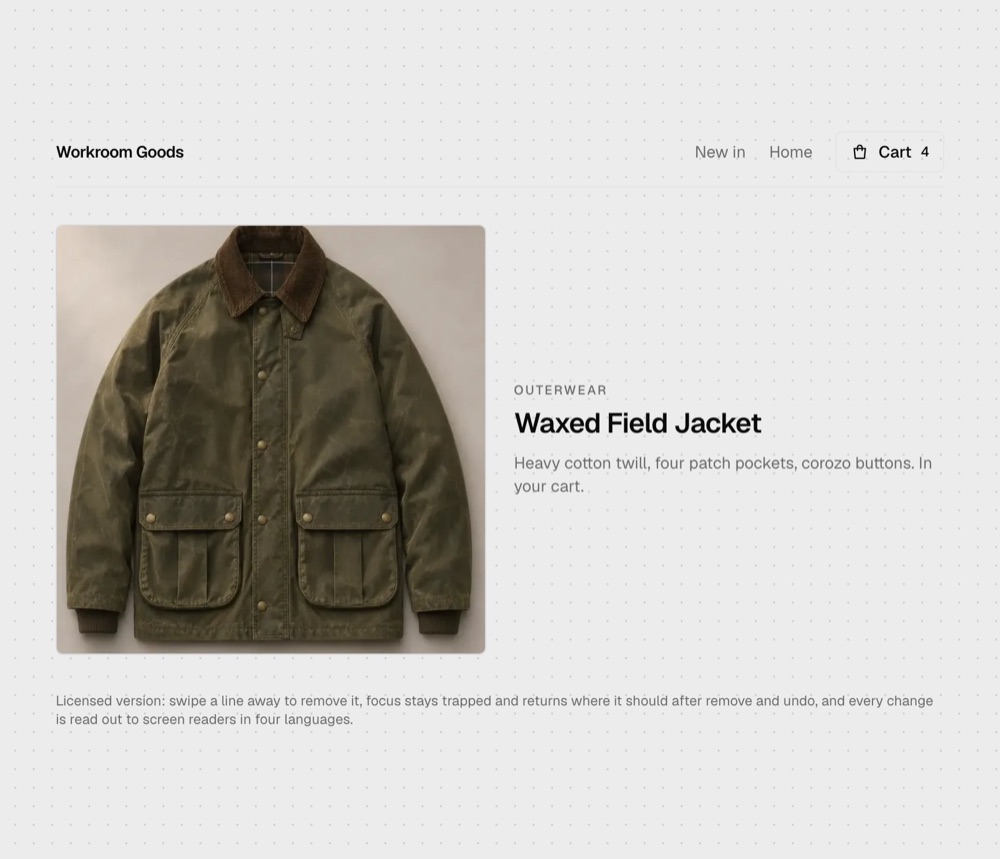 Workroom Goods
New in Home Cart 4
OUTERWEAR
Waxed Field Jacket
Heavy cotton twill, four patch pockets, corozo buttons. In
your cart.
Licensed version: swipe a line away to remove it, focus stays trapped and returns where it should after remove and undo, and every change
is read out to screen readers in four languages.